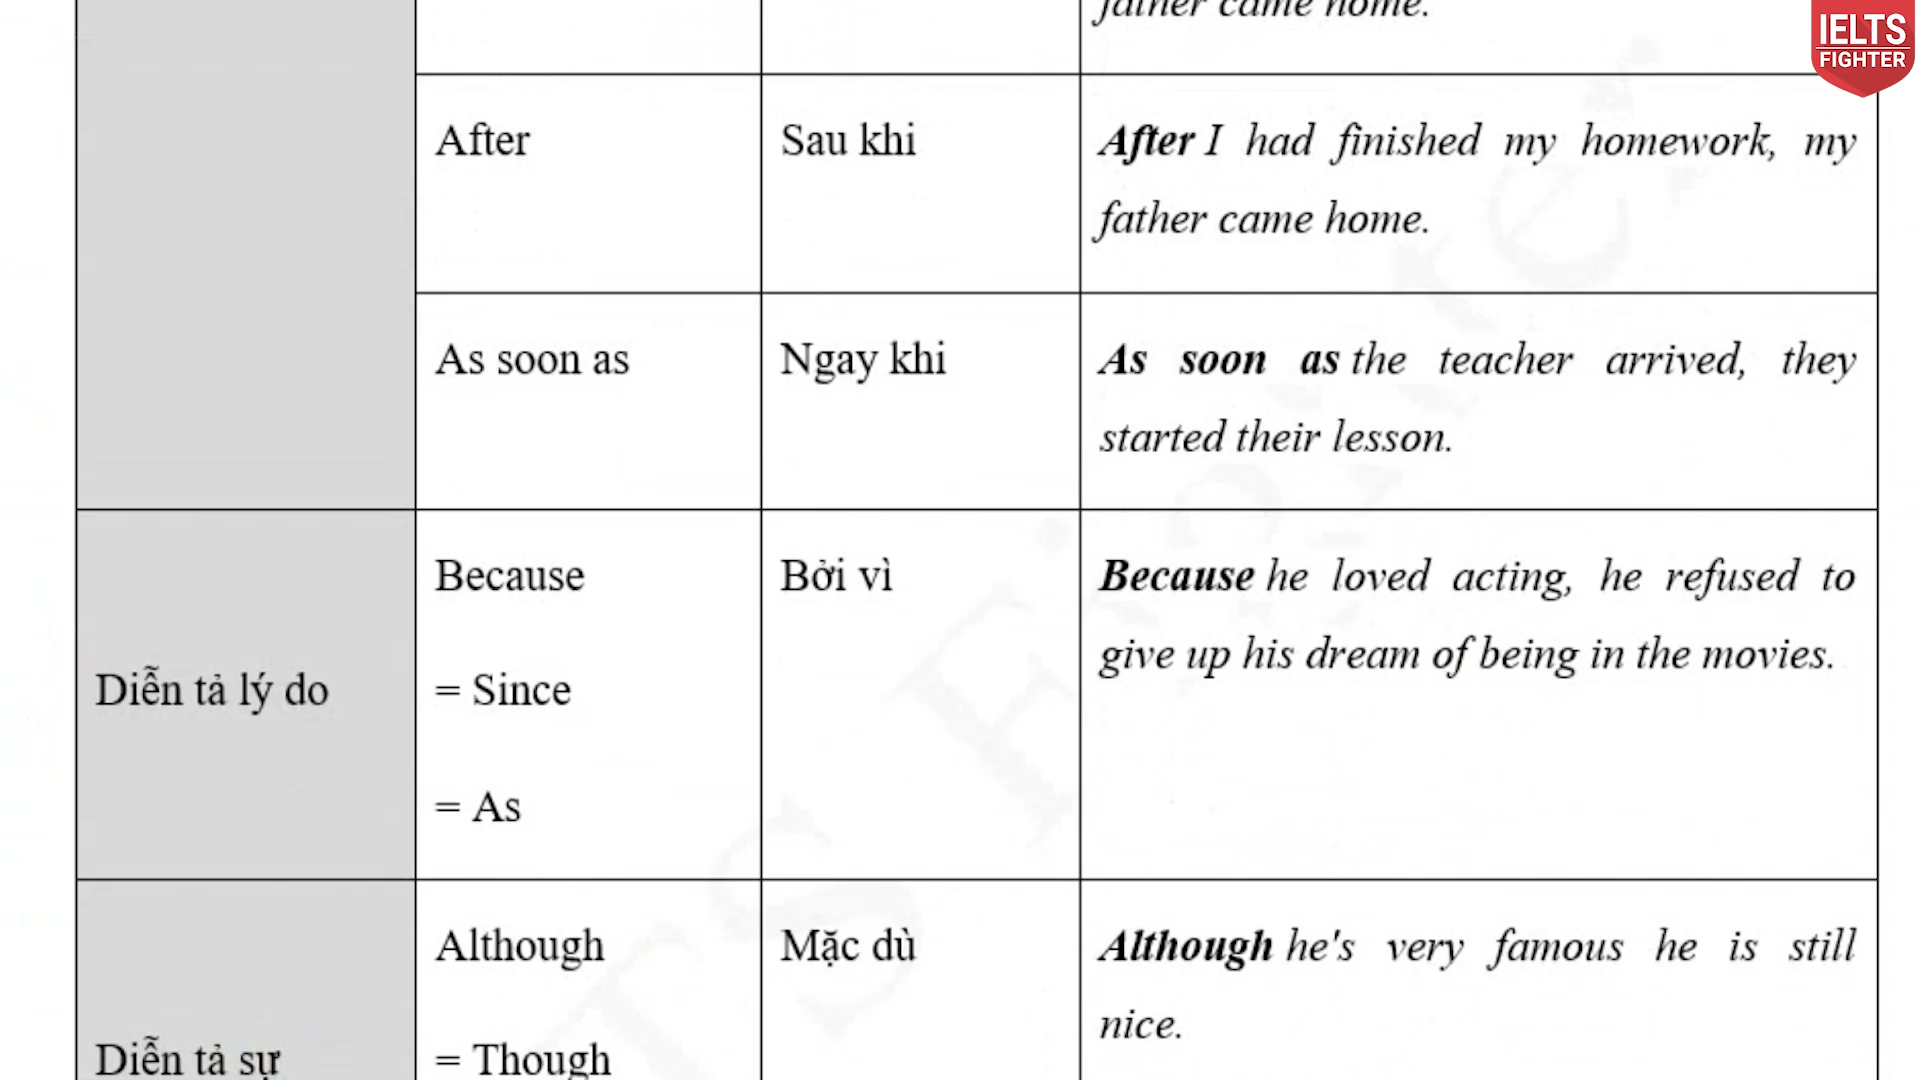 father came home.
IELTS
FIGHTER
After
Sau khi
After I had finished my homework, my
father came home.
As soon as
Ngay khi
As soon as the teacher arrived, they
started their lesson.
Diễn tả lý do
Because
= Since
= As
Bởi vì
Because he loved acting, he refused to
give up his dream of being in the movies.
Diễn tả sự
Although
= Though
Mặc dù
Although he's very famous he is still
nice.